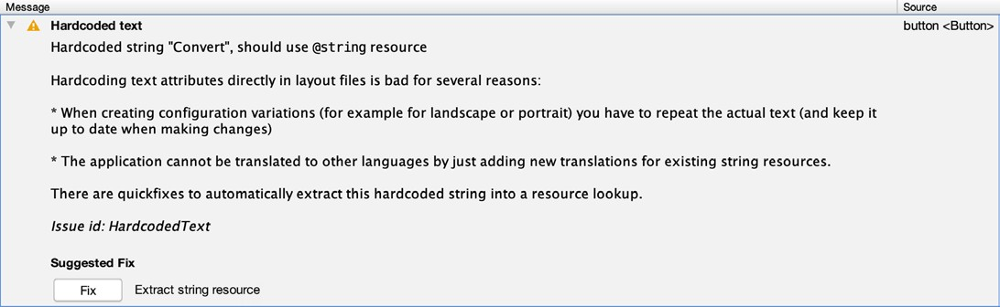 Message Source
Hardcoded text button <Button>
Hardcoded string "Convert", should use @string resource
Hardcoding text attributes directly in layout files is bad for several reasons:
* When creating configuration variations (for example for landscape or portrait) you have to repeat the actual text (and keep it
up to date when making changes)
* The application cannot be translated to other languages by just adding new translations for existing string resources.
There are quickfixes to automatically extract this hardcoded string into a resource lookup.
Issue id: HardcodedText
Suggested Fix
Fix Extract string resource